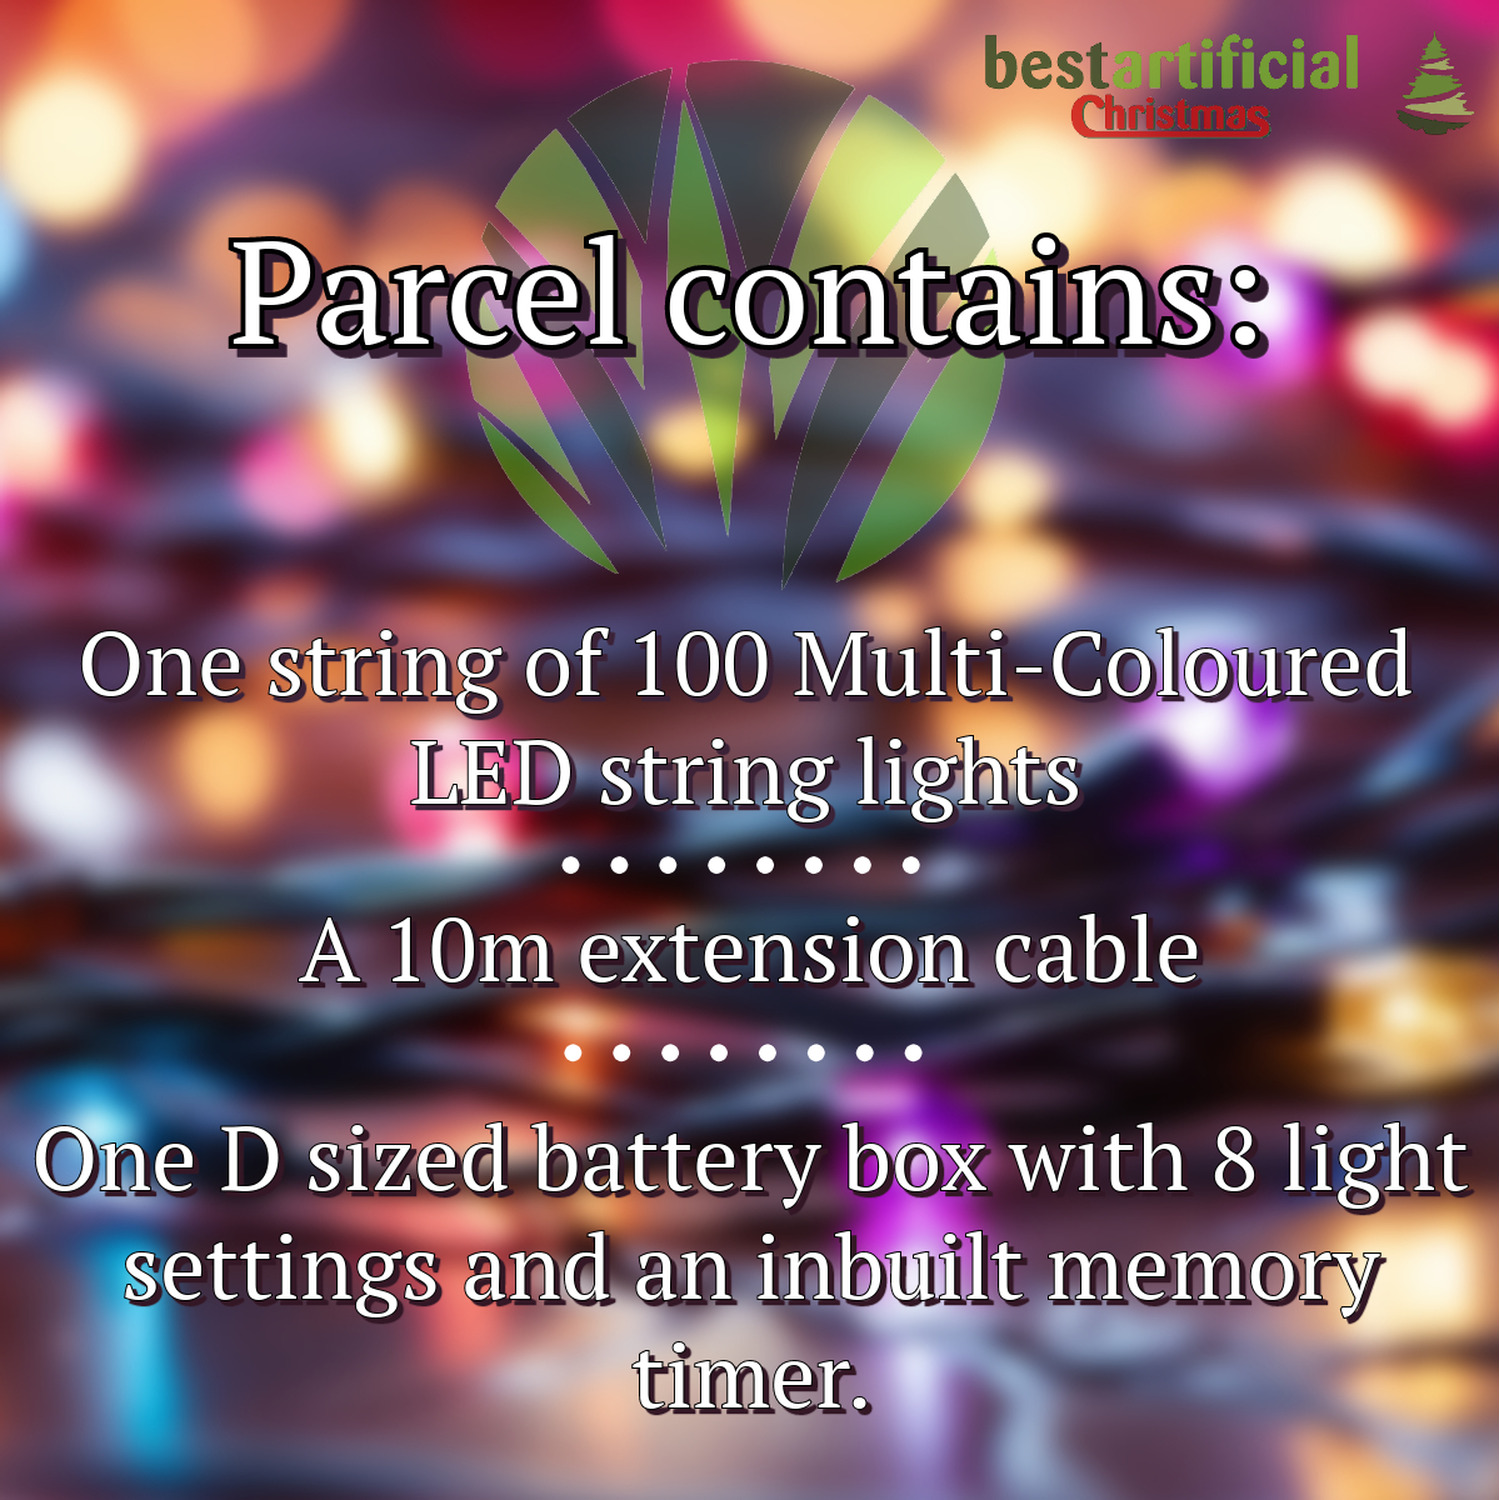 bestartificial
Christmas
Parcel contains:
One string of 100 Multi-Coloured
LED string lights
A 10m extension cable
One D sized battery box with 8 light
settings and an inbuilt memory
timer.